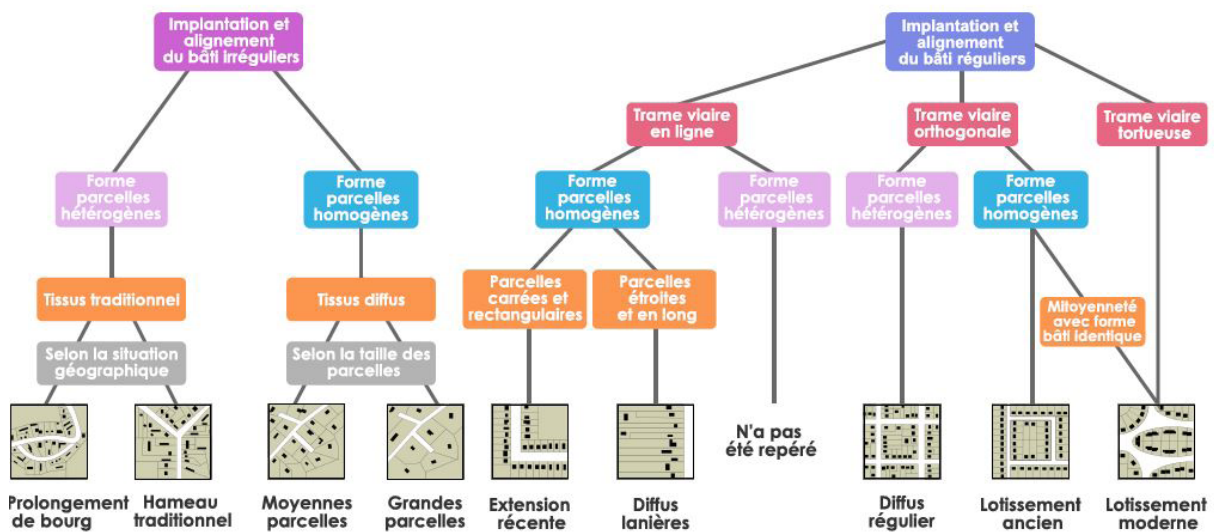 Implantation et
alignement
du bâti irréguliers
Implantation et
alignement
du bâti réguliers
Trame viaire
en ligne
Trame viaire
orthogonale
Trame viaire
tortueuse
Forme
parcelles
hétérogènes
Forme
parcelles
homogènes
Forme
parcelles
homogènes
Forme
parcelles
hétérogènes
Forme
parcelles
hétérogènes
Forme
parcelles
homogènes
Tissus traditionnel
Tissus diffus
Parcelles
carrées et
rectangulaires
Parcelles
étroites
et en long
Mitoyenneté
avec forme
bâti identique
Selon la situation
géographique
Selon la taille des
parcelles
N'a pas
été repéré
Prolongement
de bourg
Hameau
traditionnel
Moyennes
parcelles
Grandes
parcelles
Extension
récente
Diffus
lanières
Diffus
régulier
Lotissement
ancien
Lotissement
moderne